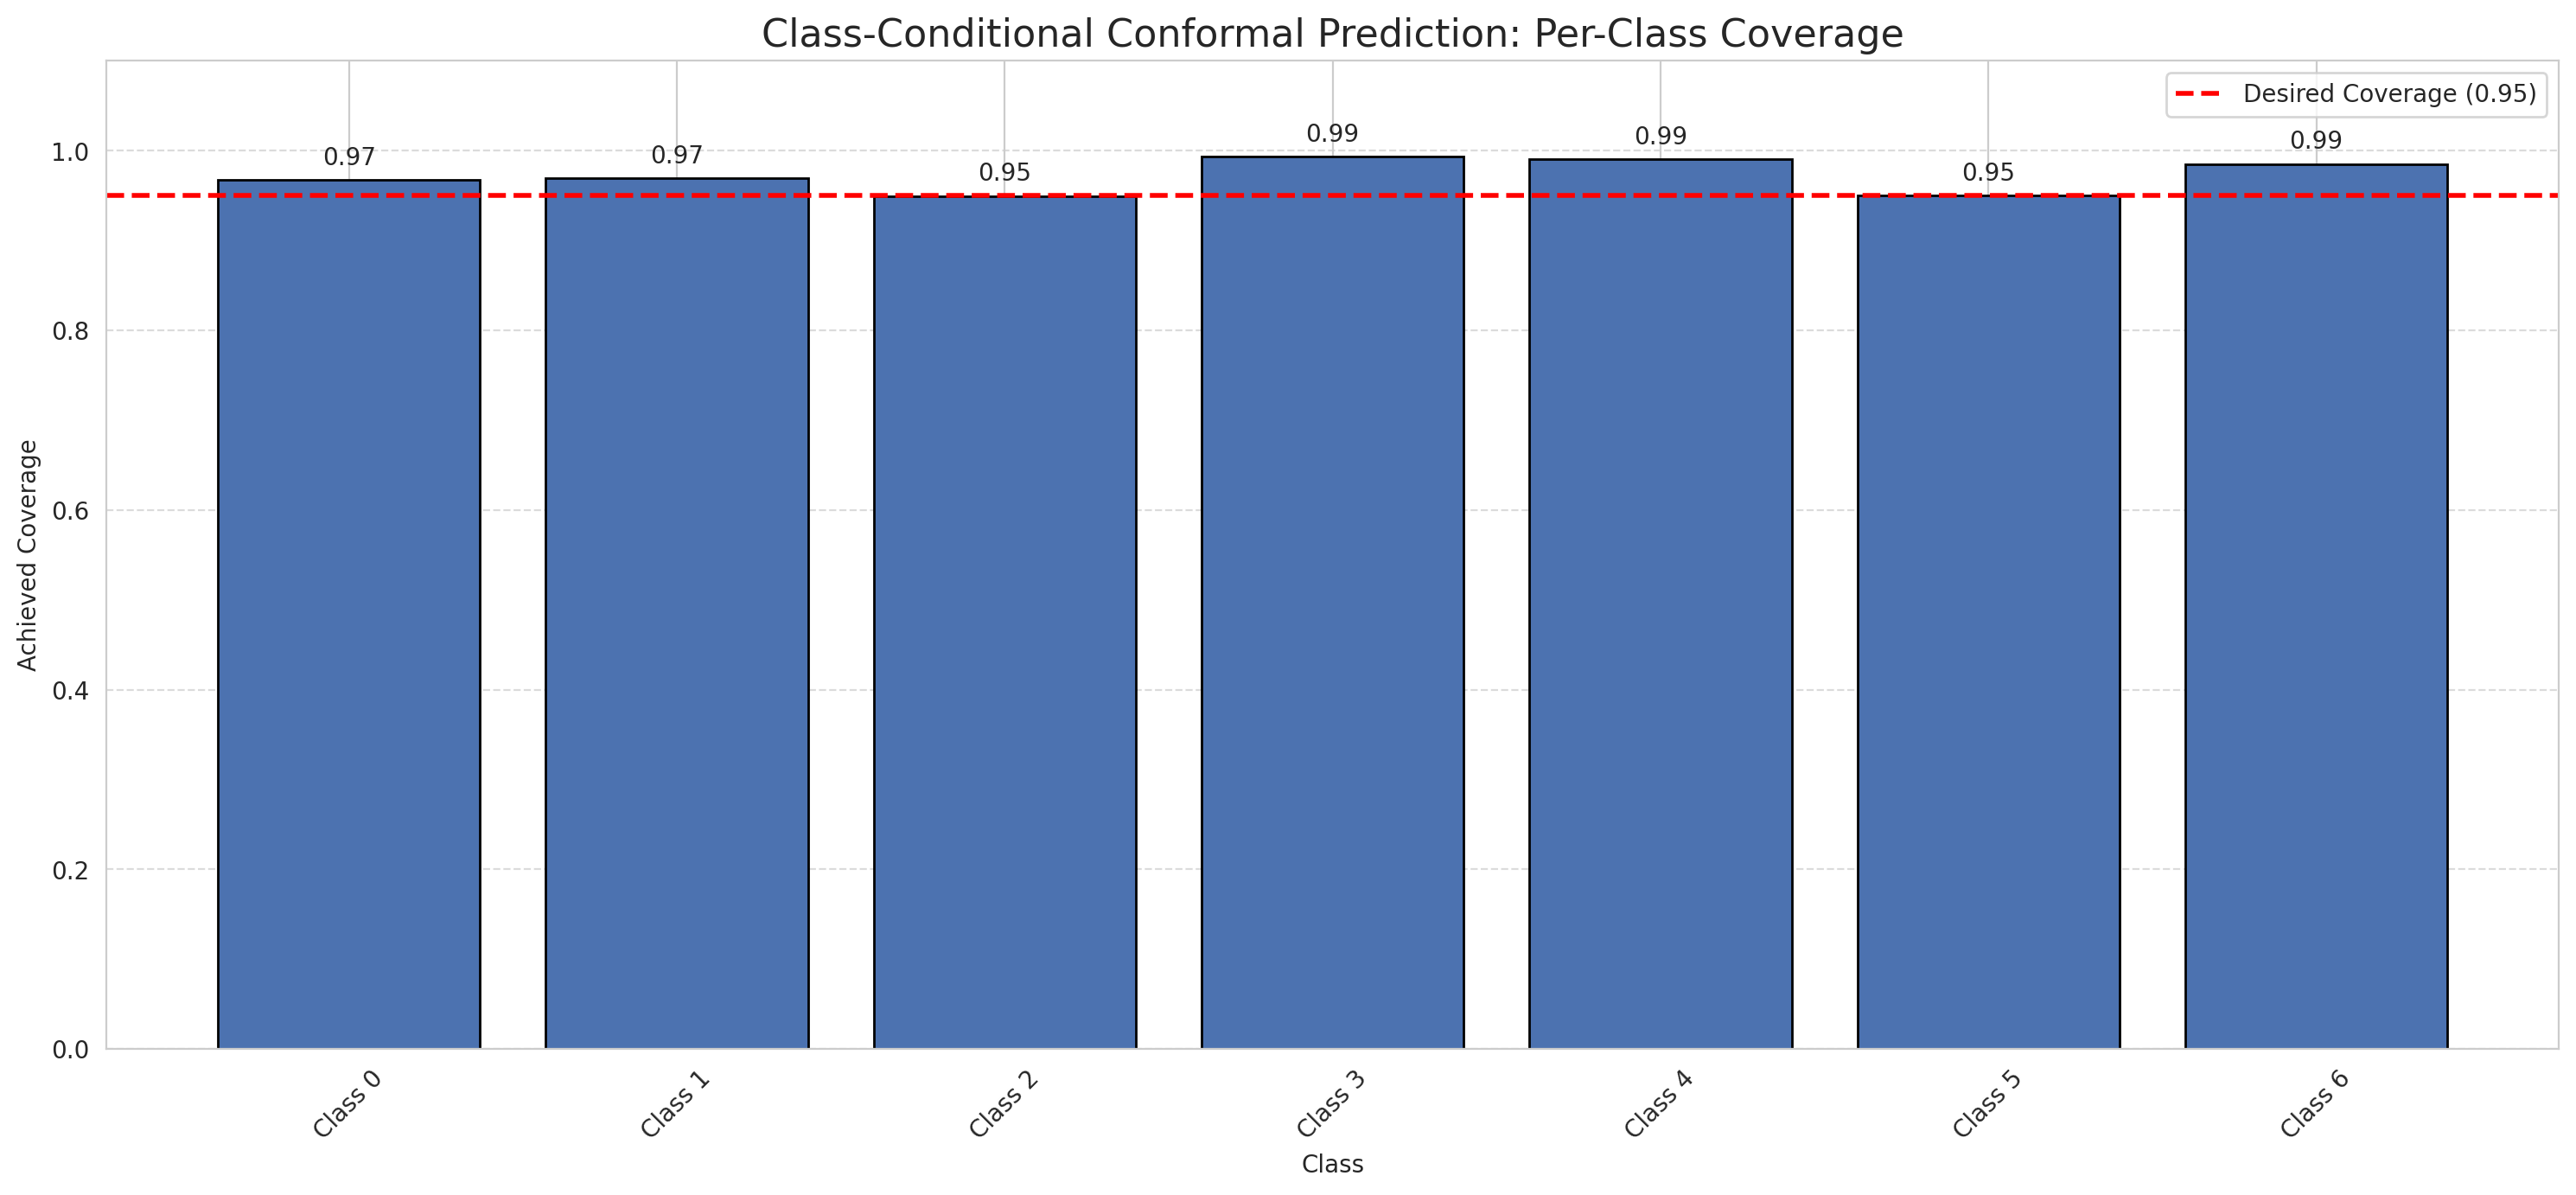 Class-Conditional Conformal Prediction: Per-Class Coverage
Desired Coverage (0.95)
Achieved Coverage
1.0
0.8
0.6
0.4
0.2
0.0
0.97
0.97
0.95
0.99
0.99
0.95
0.99
Class 0
Class 1
Class 2
Class 3
Class 4
Class 5
Class 6
Class